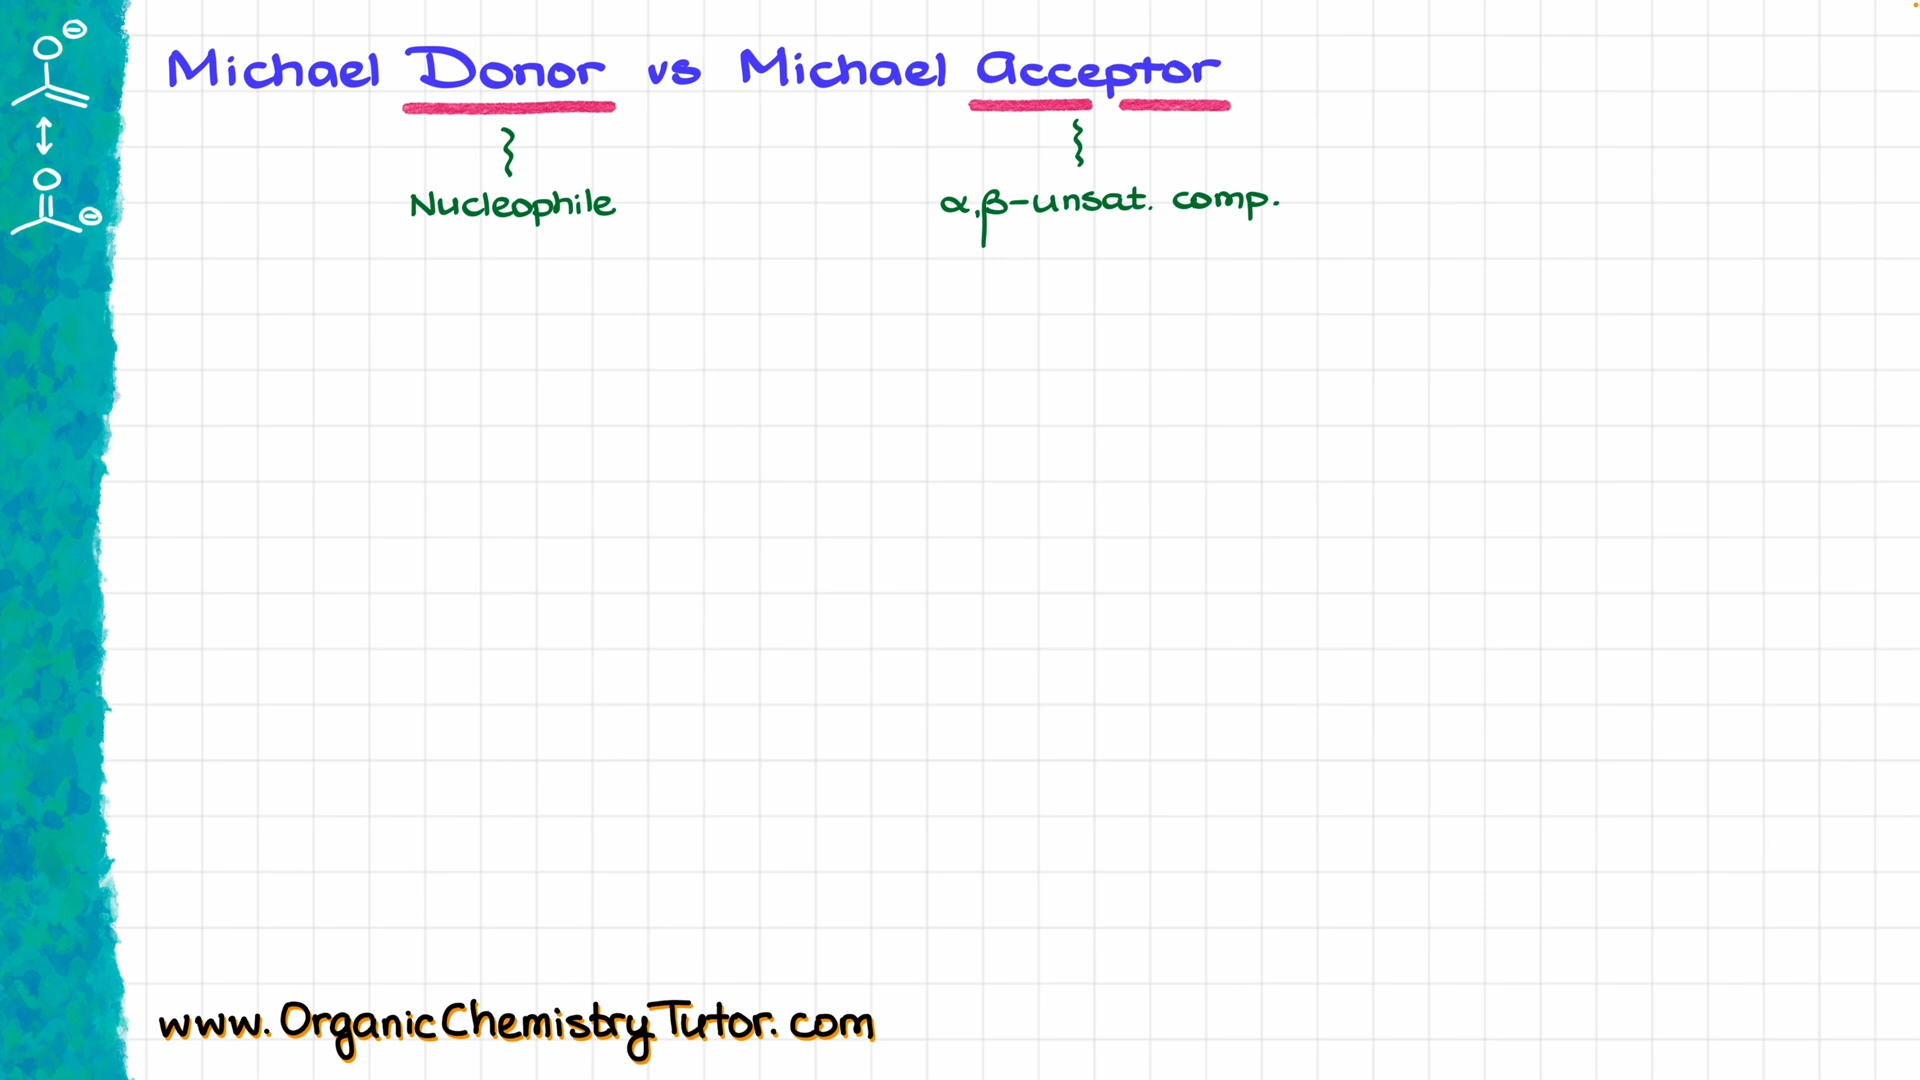 Michael Donor vs Michael Acceptor
Nucleophile
α,β-unsat. comp.
www.OrganicChemistryTutor.com
O⊖
O
⊖